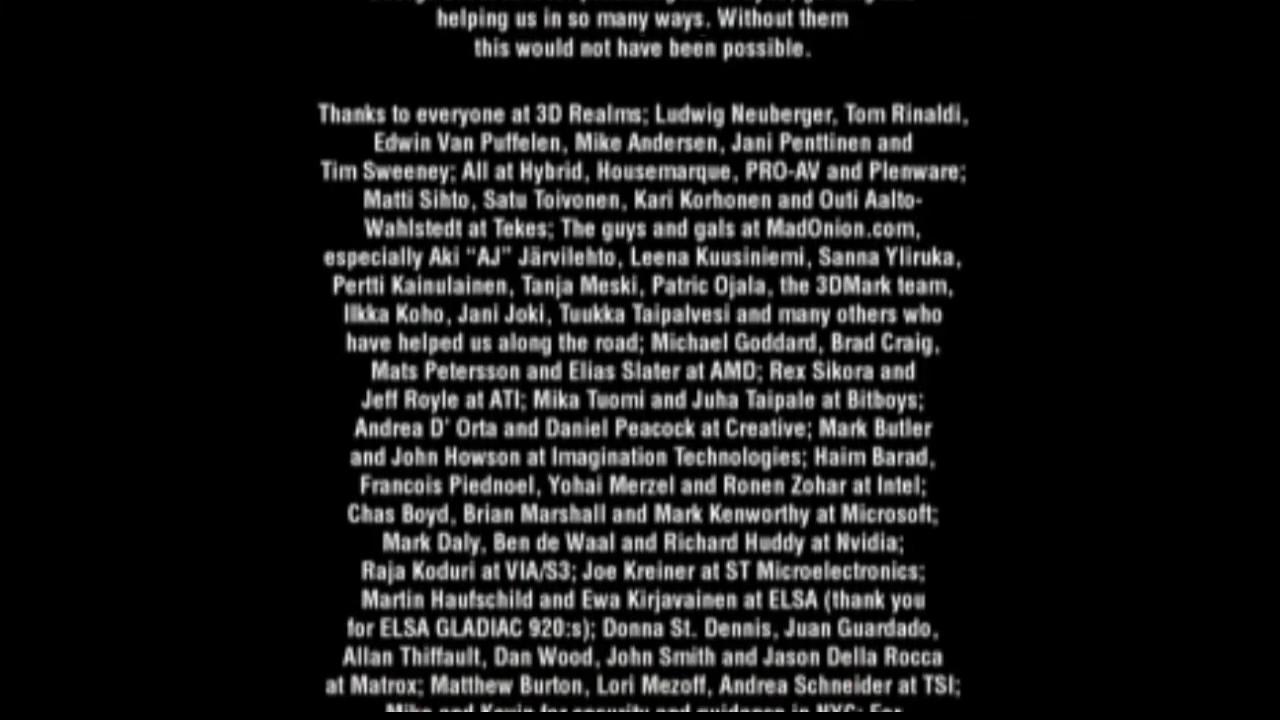 helping us in so many ways. Without them
this would not have been possible.
Thanks to everyone at 3D Realms; Ludwig Neuberger, Tom Rinaldi,
Edwin Van Puffelen, Mike Andersen, Jani Penttinen and
Tim Sweeney; All at Hybrid, Housemarque, PRO-AV and Plenware;
Matti Sihto, Satu Toivonen, Kari Korhonen and Outi Aalto-
Wahlstedt at Tekes; The guys and gals at MadOnion.com,
especially Aki "AJ" Järvilehto, Leena Kuusiniemi, Sanna Yliruka,
Pertti Kainulainen, Tanja Meski, Patric Ojala, the 3DMark team,
Ilkka Koho, Jani Joki, Tuukka Taipalvesi and many others who
have helped us along the road; Michael Goddard, Brad Craig,
Mats Petersson and Elias Slater at AMD; Rex Sikora and
Jeff Royle at ATI; Mika Tuomi and Juha Taipale at Bitboys;
Andrea D' Orta and Daniel Peacock at Creative; Mark Butler
and John Howson at Imagination Technologies; Haim Barad,
Francois Piednoel, Yohai Merzel and Ronen Zohar at Intel;
Chas Boyd, Brian Marshall and Mark Kenworthy at Microsoft;
Mark Daly, Ben de Waal and Richard Huddy at Nvidia;
Raja Koduri at VIA/S3; Joe Kreiner at ST Microelectronics;
Martin Haufschild and Ewa Kirjavainen at ELSA (thank you
for ELSA GLADIAC 920:s); Donna St. Dennis, Juan Guardado,
Allan Thiffault, Dan Wood, John Smith and Jason Della Rocca
at Matrox; Matthew Burton, Lori Mezoff, Andrea Schneider at TSI;
Mike and Kevin for security and guidance in NYC; For